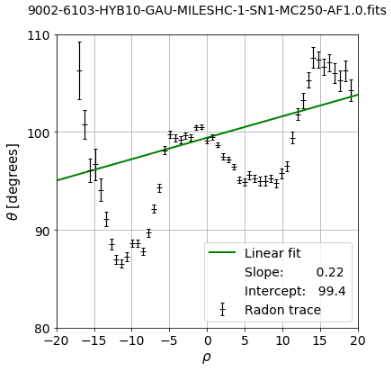 9002-6103-HYB10-GAU-MILESHC-1-SN1-MC250-AF1.0.fits
110
100
90
80
θ [degrees]
Linear fit
Slope: 0.22
Intercept: 99.4
Radon trace
−20 −15 −10 −5 0 5 10 15 20
ρ